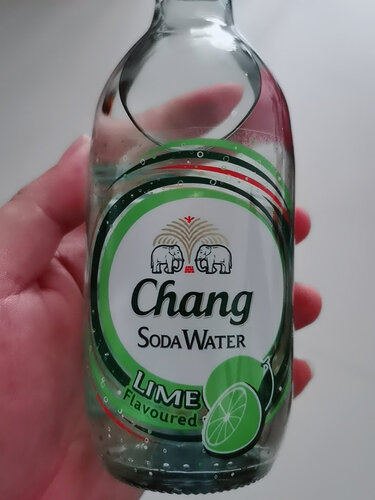 Chang
SODA WATER
LIME
Flavoured